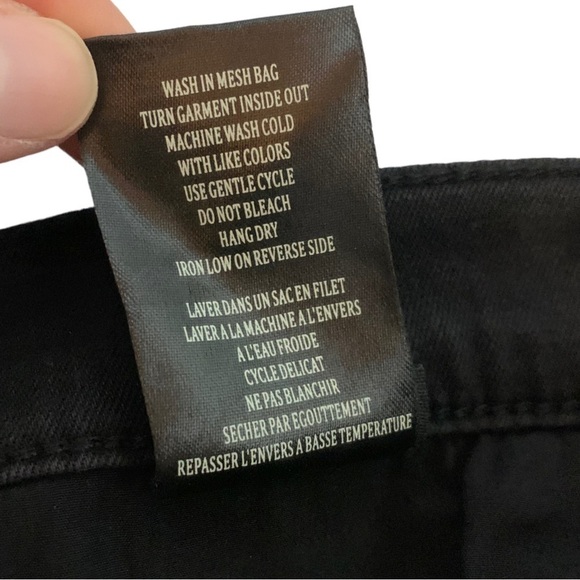 WASH IN MESH BAG
TURN GARMENT INSIDE OUT
MACHINE WASH COLD
WITH LIKE COLORS
USE GENTLE CYCLE
DO NOT BLEACH
HANG DRY
IRON LOW ON REVERSE SIDE
LAVER DANS UN SAC EN FILET
LAVER A LA MACHINE A L'ENVERS
A L'EAU FROIDE
CYCLE DELICAT
NE PAS BLANCHIR
SECHER PAR EGOUTTEMENT
REPASSER L'ENVERS A BASSE TEMPERATURE